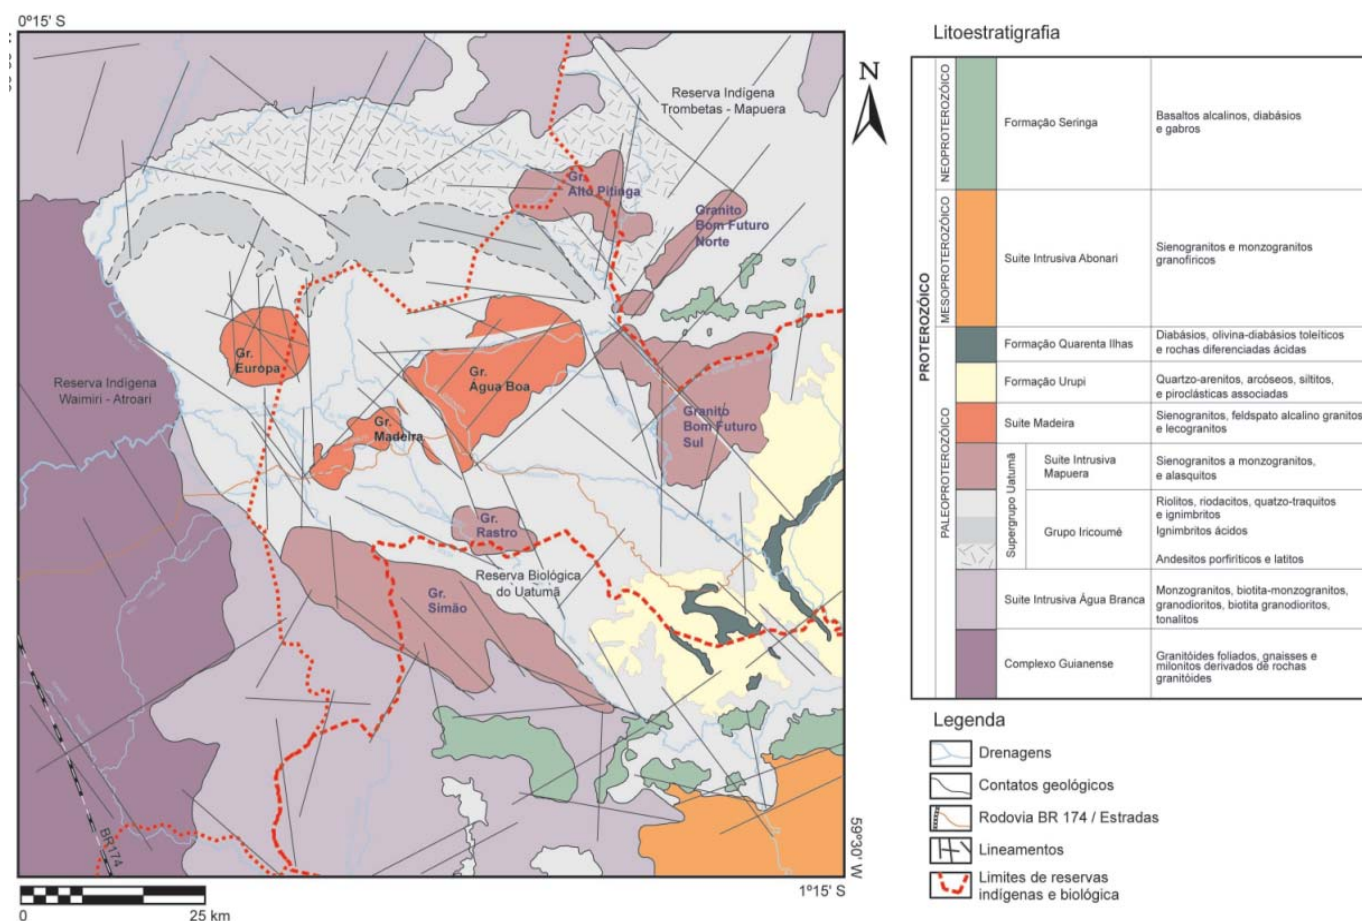 0º15' S
N
Reserva Indígena
Trombetas - Mapuera
Gr.
Alto Pitinga
Granito
Bom Futuro
Norte
Gr.
Europa
Gr.
Água Boa
Reserva Indígena
Waimiri - Atroari
Gr.
Madeira
Granito
Bom Futuro
Sul
Gr.
Rastro
Reserva Biológica
do Uatumã
Gr.
Simão
BR174
59º30' W
1º15' S
0
25 km
Litoestratigrafia
PROTEROZÓICO
NEOPROTEROZÓICO
Formação Seringa
Basaltos alcalinos, diabásios
e gabros
MESOPROTEROZÓICO
Suite Intrusiva Abonari
Sienogranitos e monzogranitos
granofíricos
PALEOPROTEROZÓICO
Formação Quarenta Ilhas
Diabásios, olivina-diabásios toleíticos
e rochas diferenciadas ácidas
Formação Urupi
Quartzo-arenitos, arcóseos, siltitos,
e piroclásticas associadas
Suite Madeira
Sienogranitos, feldspato alcalino granitos
e lecogranitos
Supergrupo Uatumã
Suite Intrusiva
Mapuera
Sienogranitos a monzogranitos,
e alasquitos
Grupo Iricoumé
Riolitos, riodacitos, quatzo-traquitos
e ignimbritos
Ignimbritos ácidos
Andesitos porfiríticos e latitos
Suite Intrusiva Água Branca
Monzogranitos, biotita-monzogranitos,
granodioritos, biotita granodioritos,
tonalitos
Complexo Guianense
Granitóides foliados, gnaisses e
milonitos derivados de rochas
granitóides
Legenda
Drenagens
Contatos geológicos
Rodovia BR 174 / Estradas
Lineamentos
Limites de reservas
indígenas e biológica